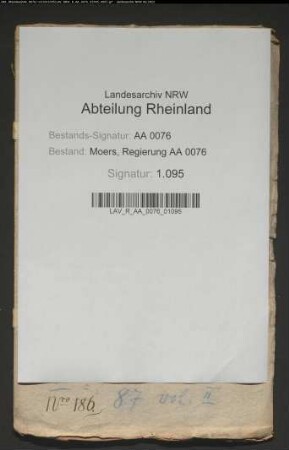 Landesarchiv NRW
Abteilung Rheinland
Bestands-Signatur: AA 0076
Bestand: Moers, Regierung AA 0076
Signatur: 1.095
LAV_R_AA_0076_01095
Nro 186 87 vol. II